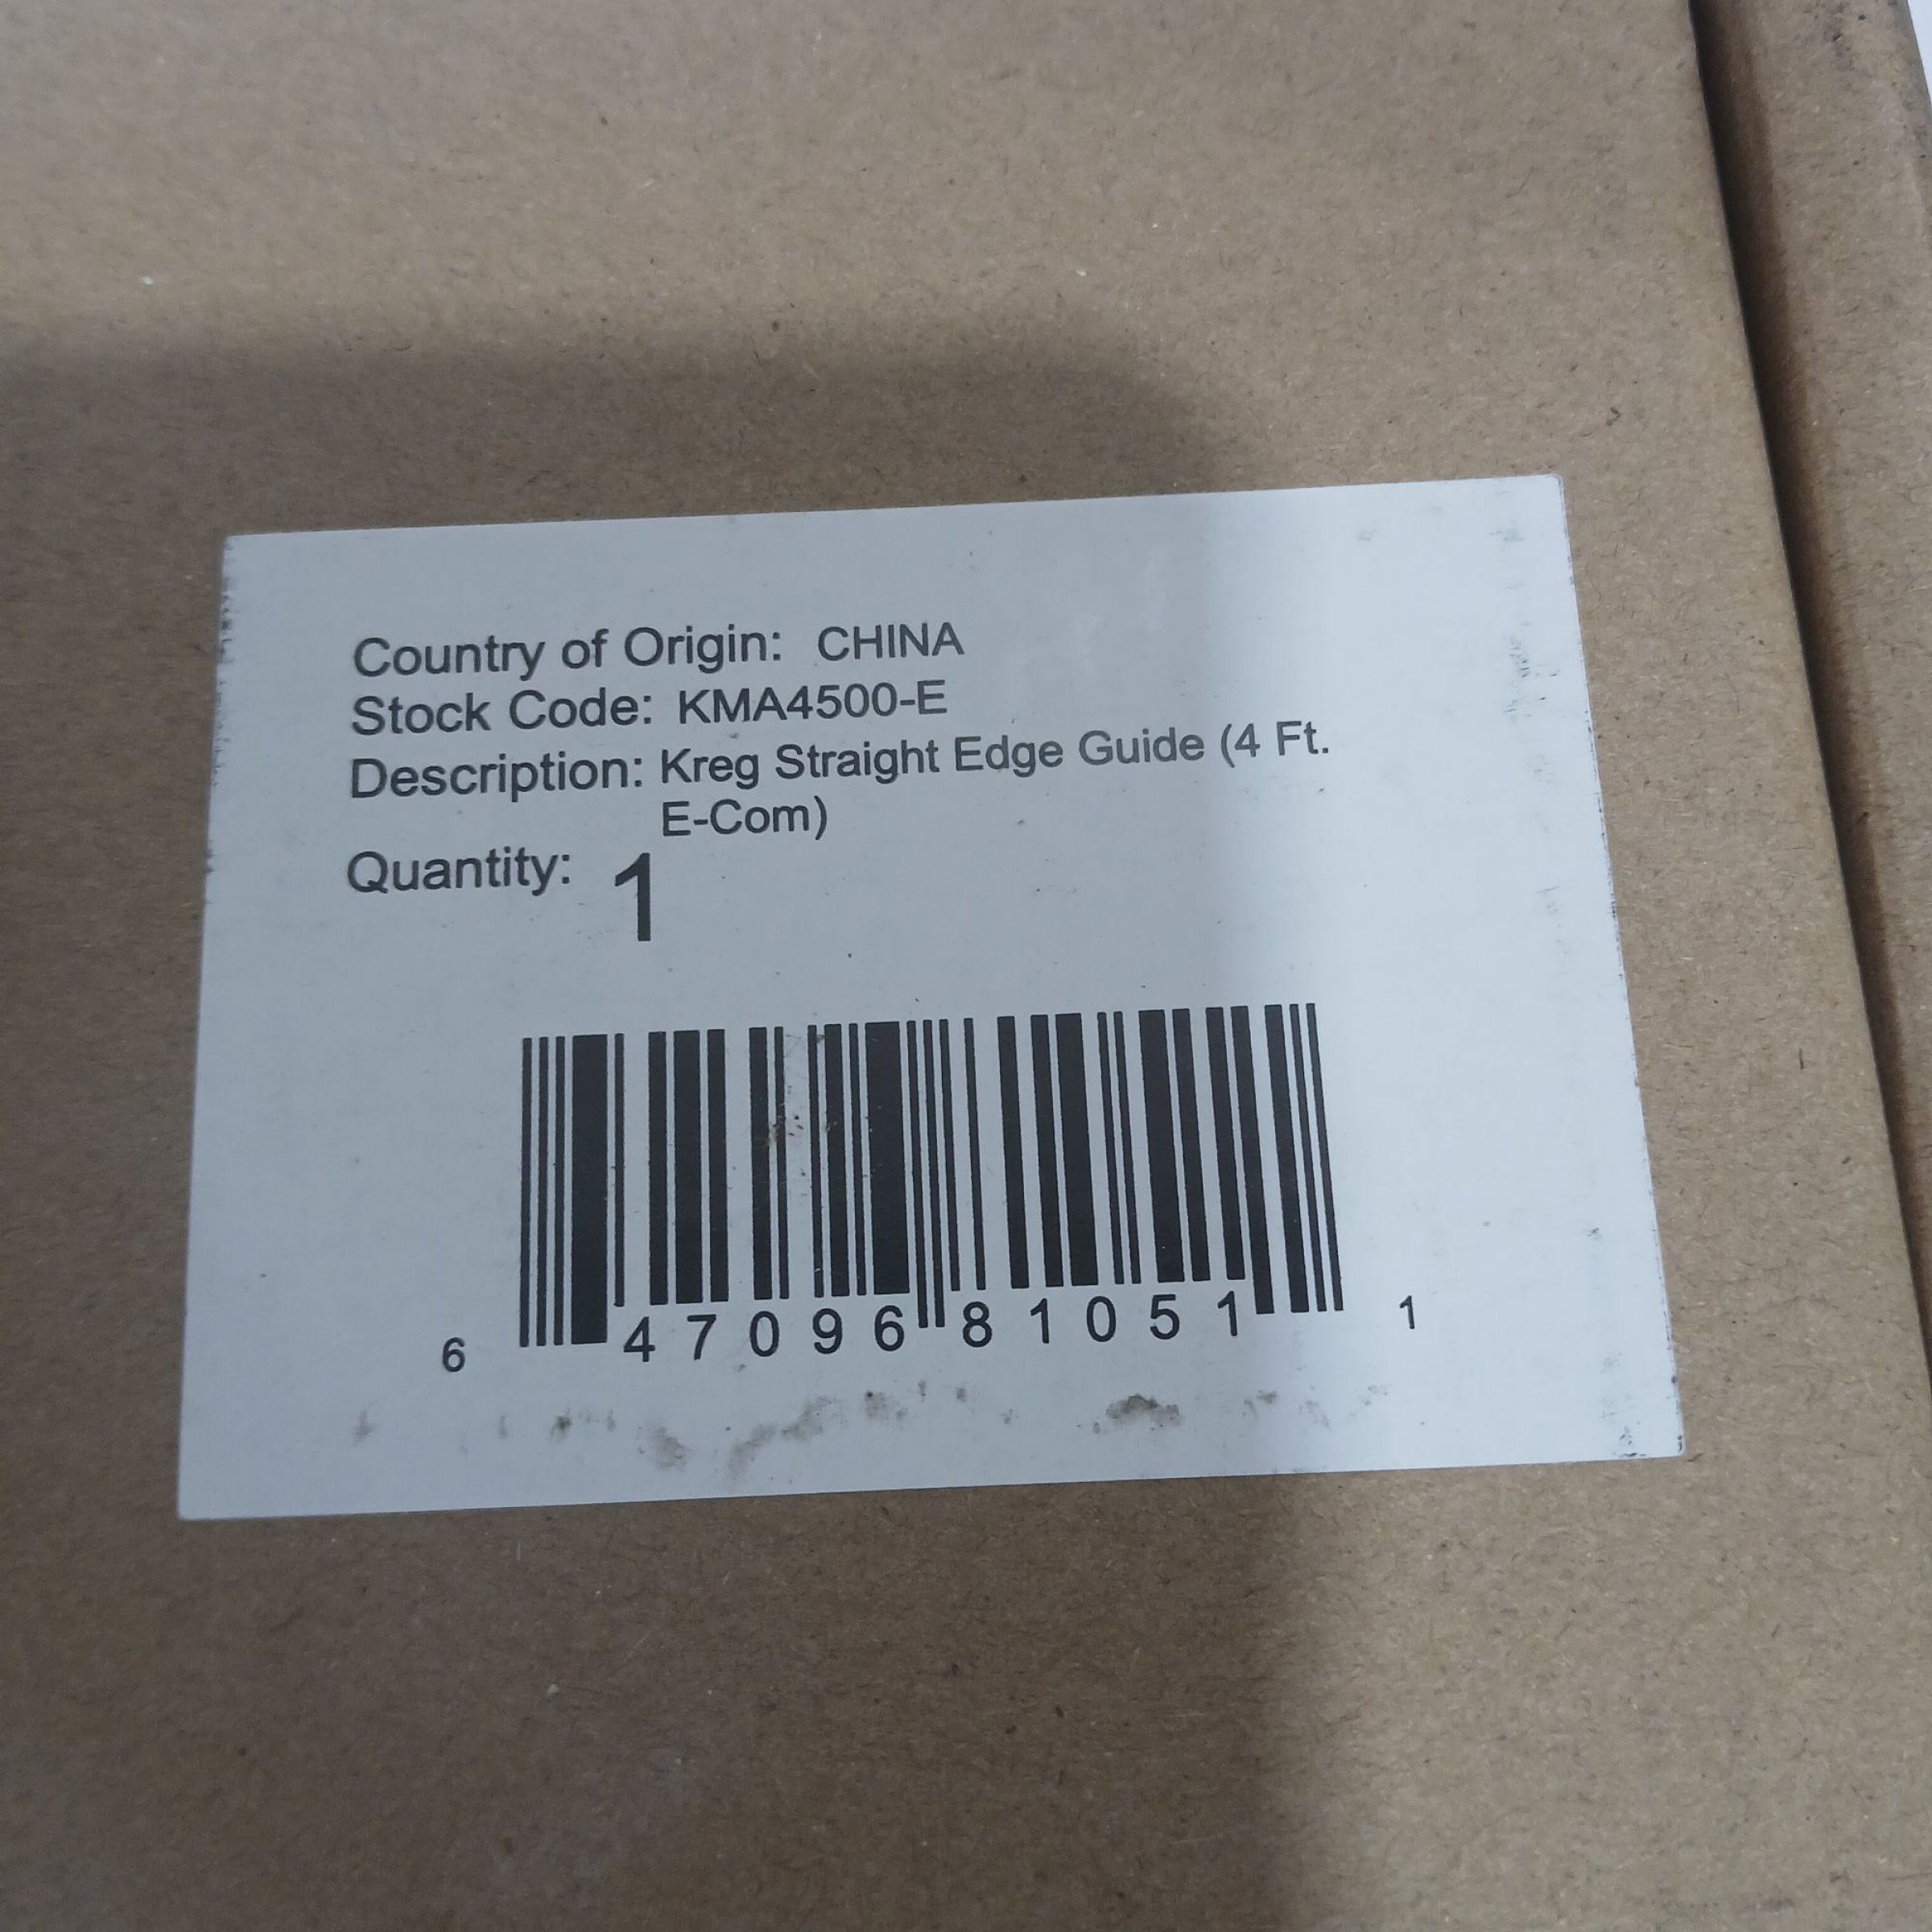 Country of Origin: CHINA
Stock Code: KMA4500-E
Description: Kreg Straight Edge Guide (4 Ft.
E-Com)
Quantity: 1
6 47096 81051 1